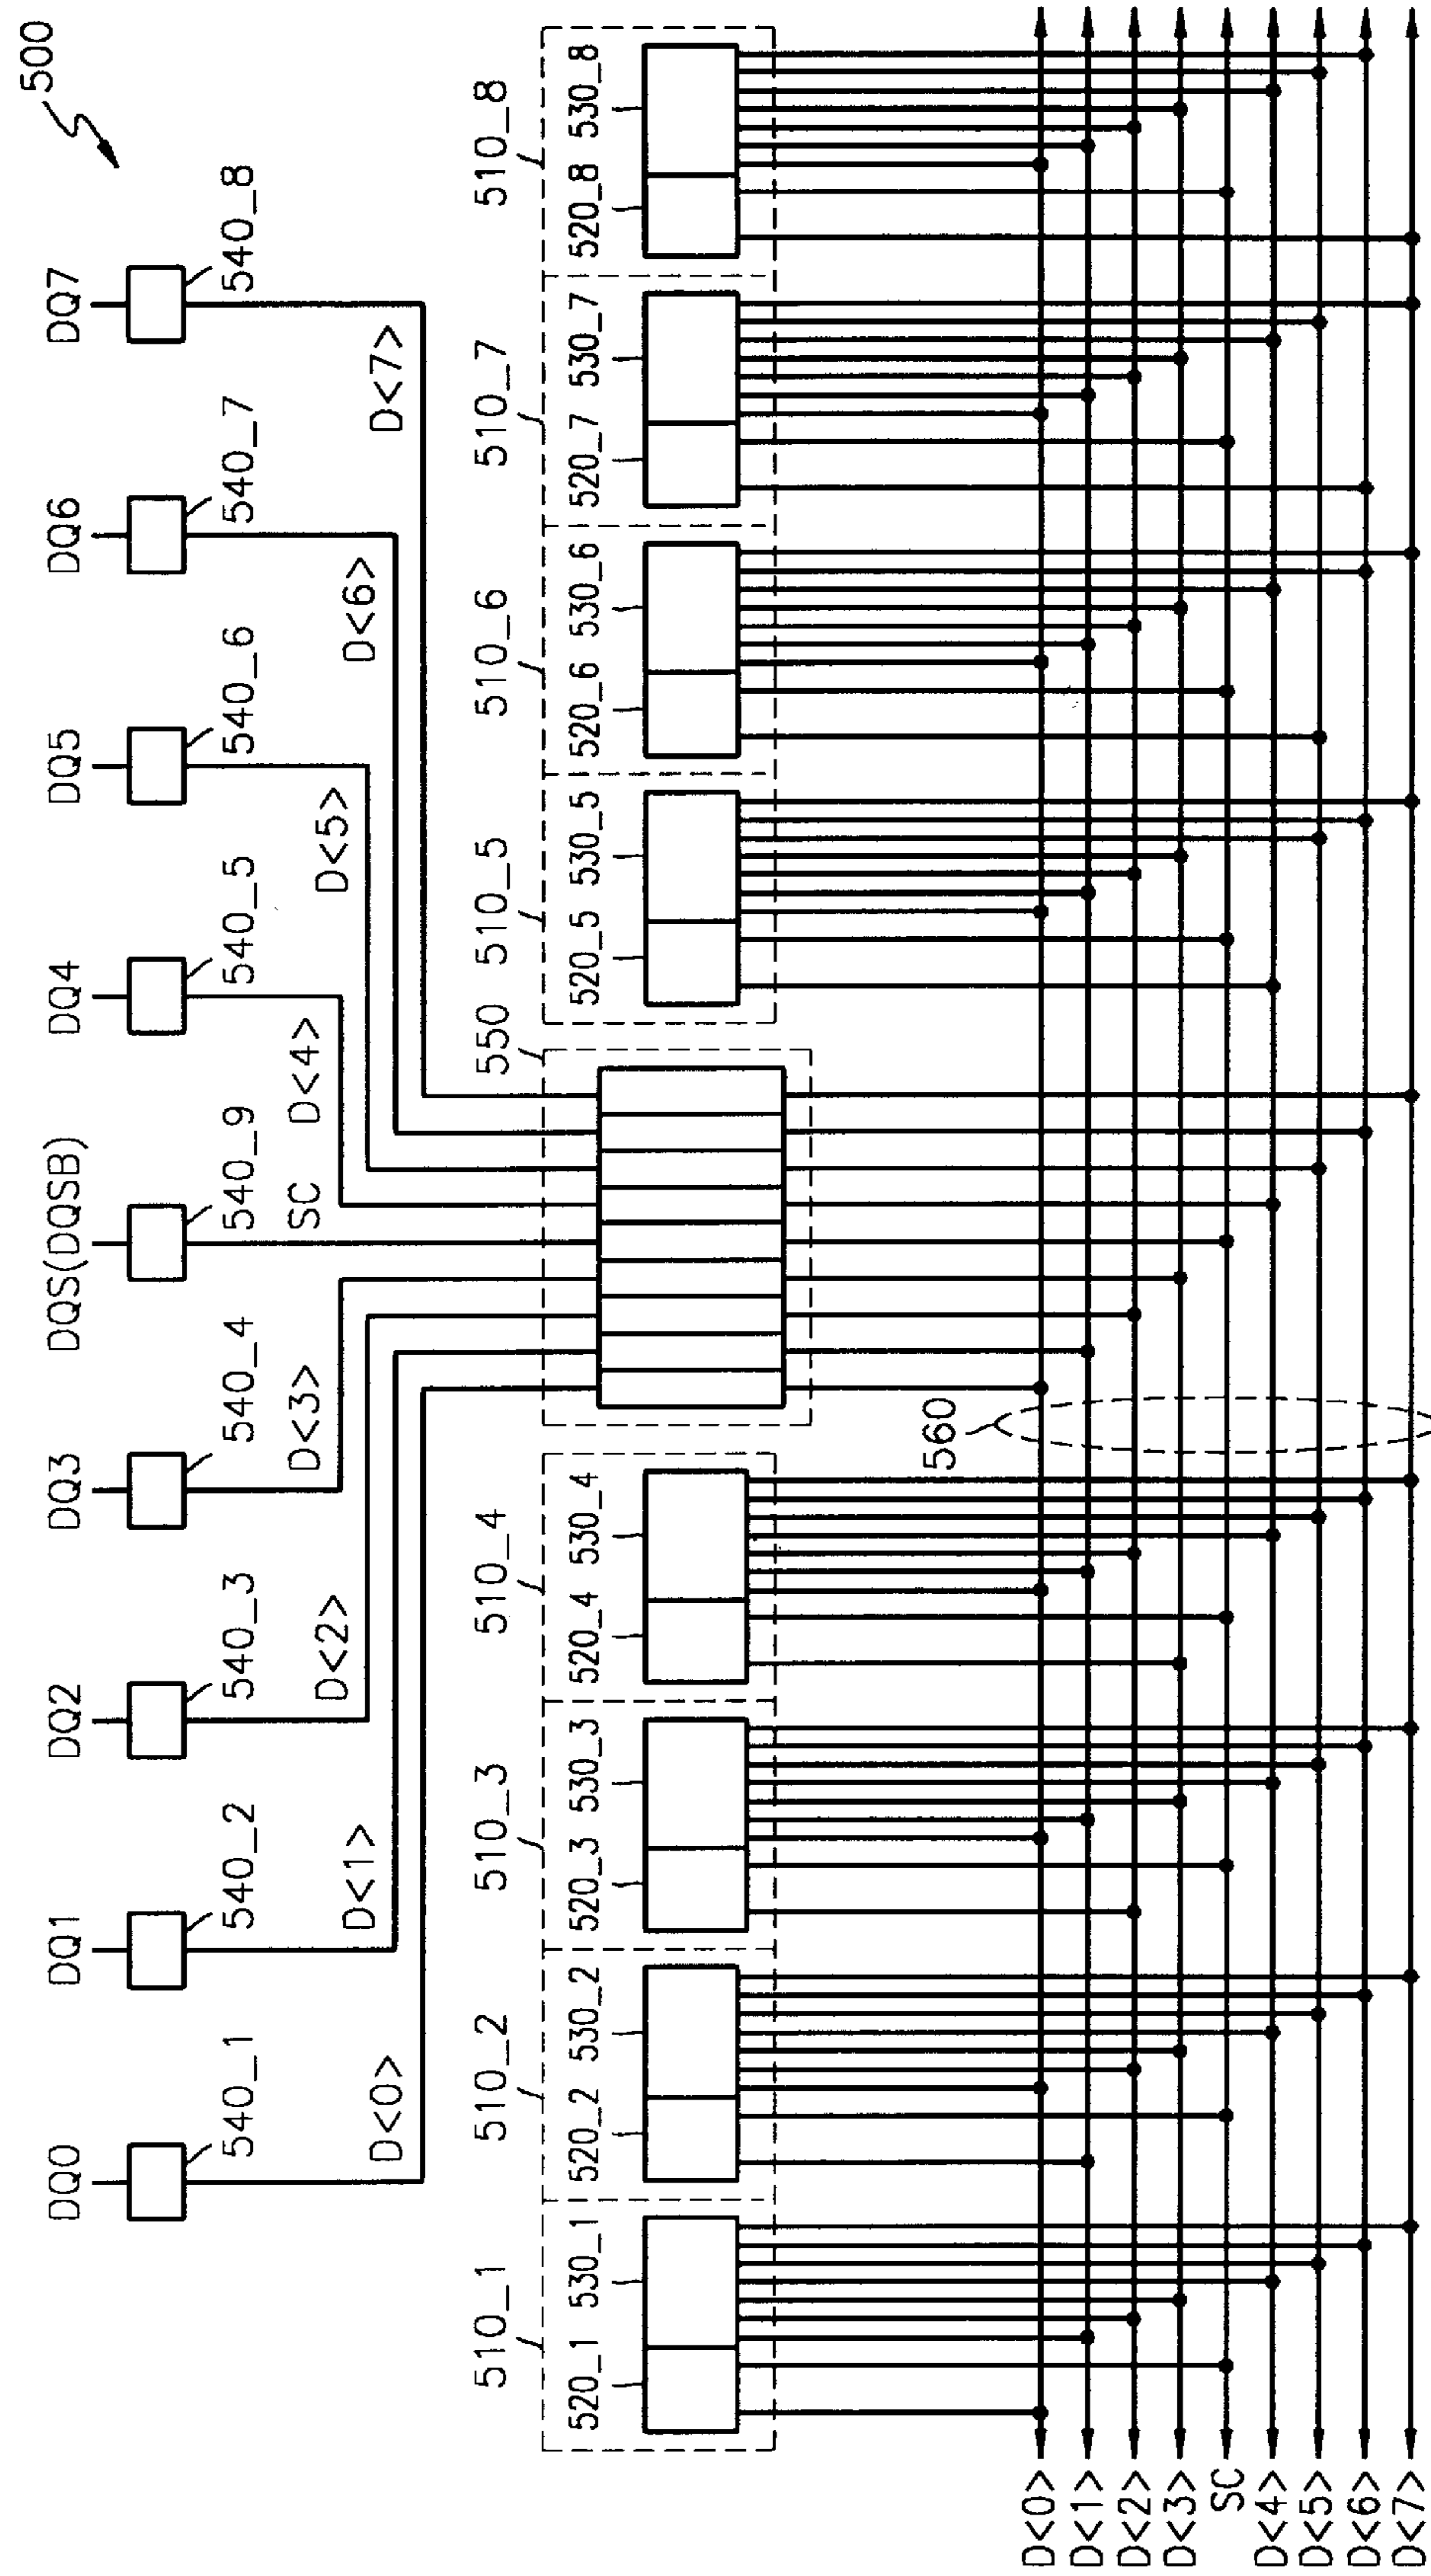 500
DQ0 DQ1 DQ2 DQ3 DQS(DQSB) DQ4 DQ5 DQ6 DQ7
540_1 540_2 540_3 540_4 540_9 540_5 540_6 540_7 540_8
D<0> D<1> D<2> D<3> SC D<4> D<5> D<6> D<7>
510_1 510_2 510_3 510_4 550 510_5 510_6 510_7 510_8
520_1 530_1 520_2 530_2 520_3 530_3 520_4 530_4 520_5 530_5 520_6 530_6 520_7 530_7 520_8 530_8
560
D<0>
D<1>
D<2>
D<3>
SC
D<4>
D<5>
D<6>
D<7>